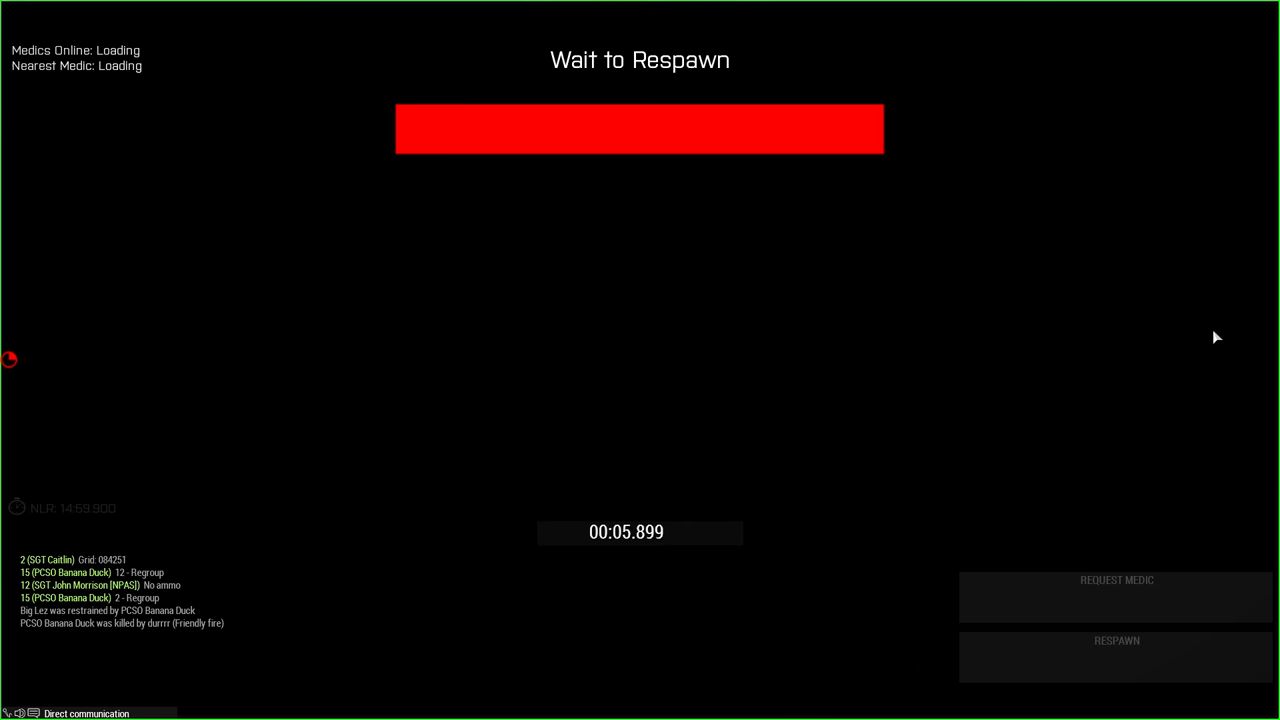 Medics Online: Loading
Nearest Medic: Loading
Wait to Respawn
NLR: 14:59.900
00:05.899
2 (SGT Caitlin) Grid: 084251
15 (PCSO Banana Duck) 12 - Regroup
12 (SGT John Morrison [NPAS]) No ammo
15 (PCSO Banana Duck) 2 - Regroup
Big Lez was restrained by PCSO Banana Duck
PCSO Banana Duck was killed by durrrr (Friendly fire)
REQUEST MEDIC
RESPAWN
Direct communication